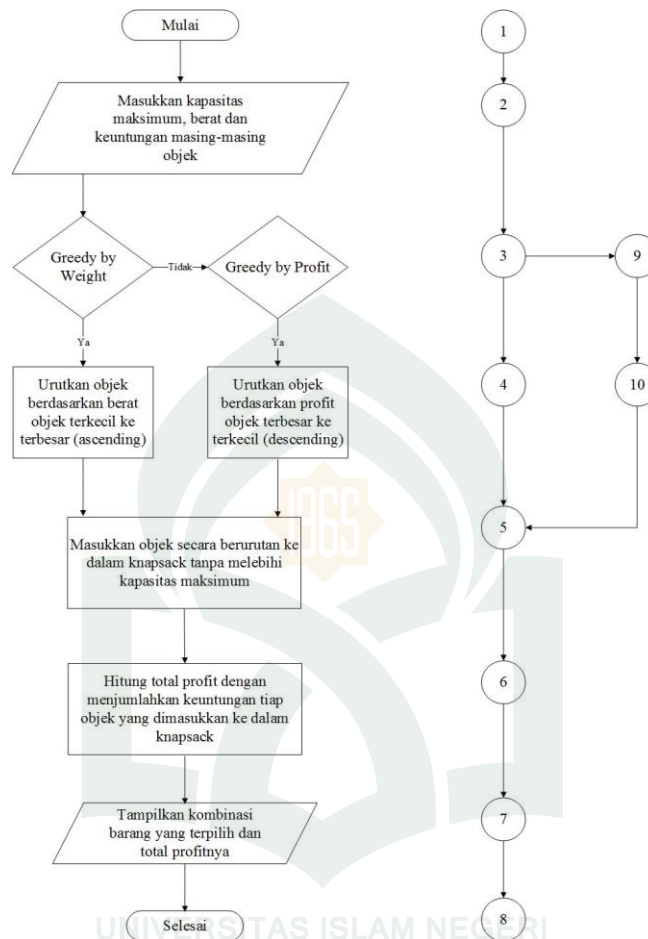 Mulai
1
Masukkan kapasitas
maksimum, berat dan
keuntungan masing-masing
objek
2
Greedy by
Weight
Tidak
Greedy by Profit
3
9
Ya
Ya
Urutkan objek
berdasarkan berat
objek terkecil ke
terbesar (ascending)
Urutkan objek
berdasarkan profit
objek terbesar ke
terkecil (descending)
4
10
1965
Masukkan objek secara berurutan ke
dalam knapsack tanpa melebihi
kapasitas maksimum
5
Hitung total profit dengan
menjumlahkan keuntungan tiap
objek yang dimasukkan ke dalam
knapsack
6
Tampilkan kombinasi
barang yang terpilih dan
total profitnya
7
Selesai
8
UNIVERSITAS ISLAM NEGERI